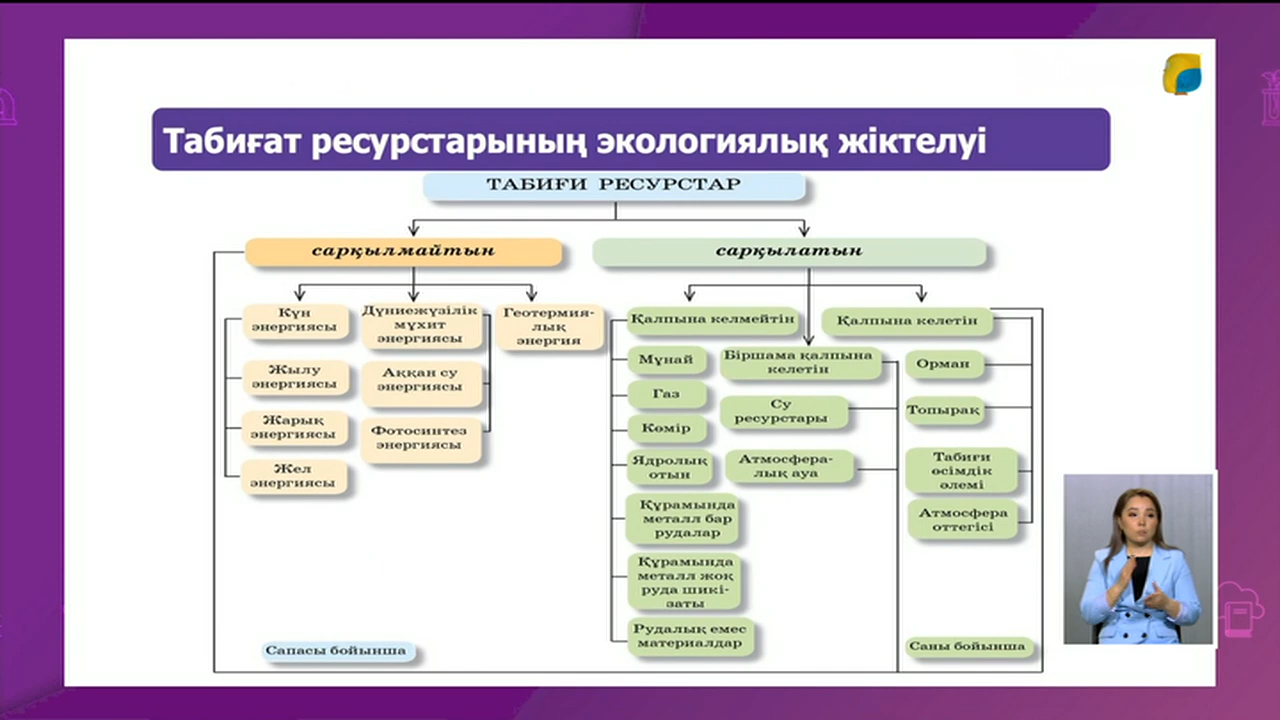 Табиғат ресурстарының экологиялық жіктелуі
ТАБИҒИ РЕСУРСТАР
сарқылмайтын
сарқылатын
Күн
энергиясы
Дүниежүзілік
мұхит
энергиясы
Геотермия-
лық
энергия
Жылу
энергиясы
Аққан су
энергиясы
Жарық
энергиясы
Фотосинтез
энергиясы
Жел
энергиясы
Қалпына келмейтін
Қалпына келетін
Мұнай
Газ
Көмір
Ядролық
отын
Құрамында
металл бар
рудалар
Құрамында
металл жоқ
руда шикі-
заты
Рудалық емес
материалдар
Біршама қалпына
келетін
Су
ресурстары
Атмосфера-
лық ауа
Орман
Топырақ
Табиғи
өсімдік
әлемі
Атмосфера
оттегісі
Сапасы бойынша
Саны бойынша